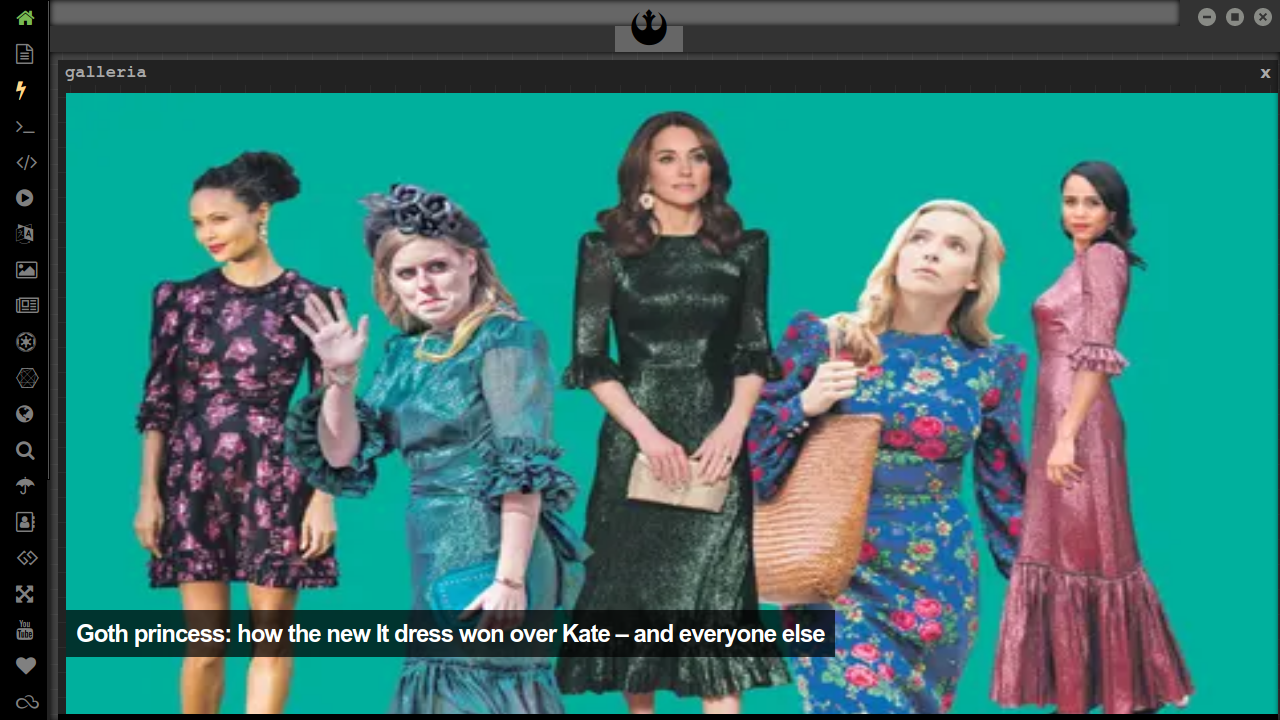 galleria
x
Goth princess: how the new It dress won over Kate – and everyone else
You
Tube